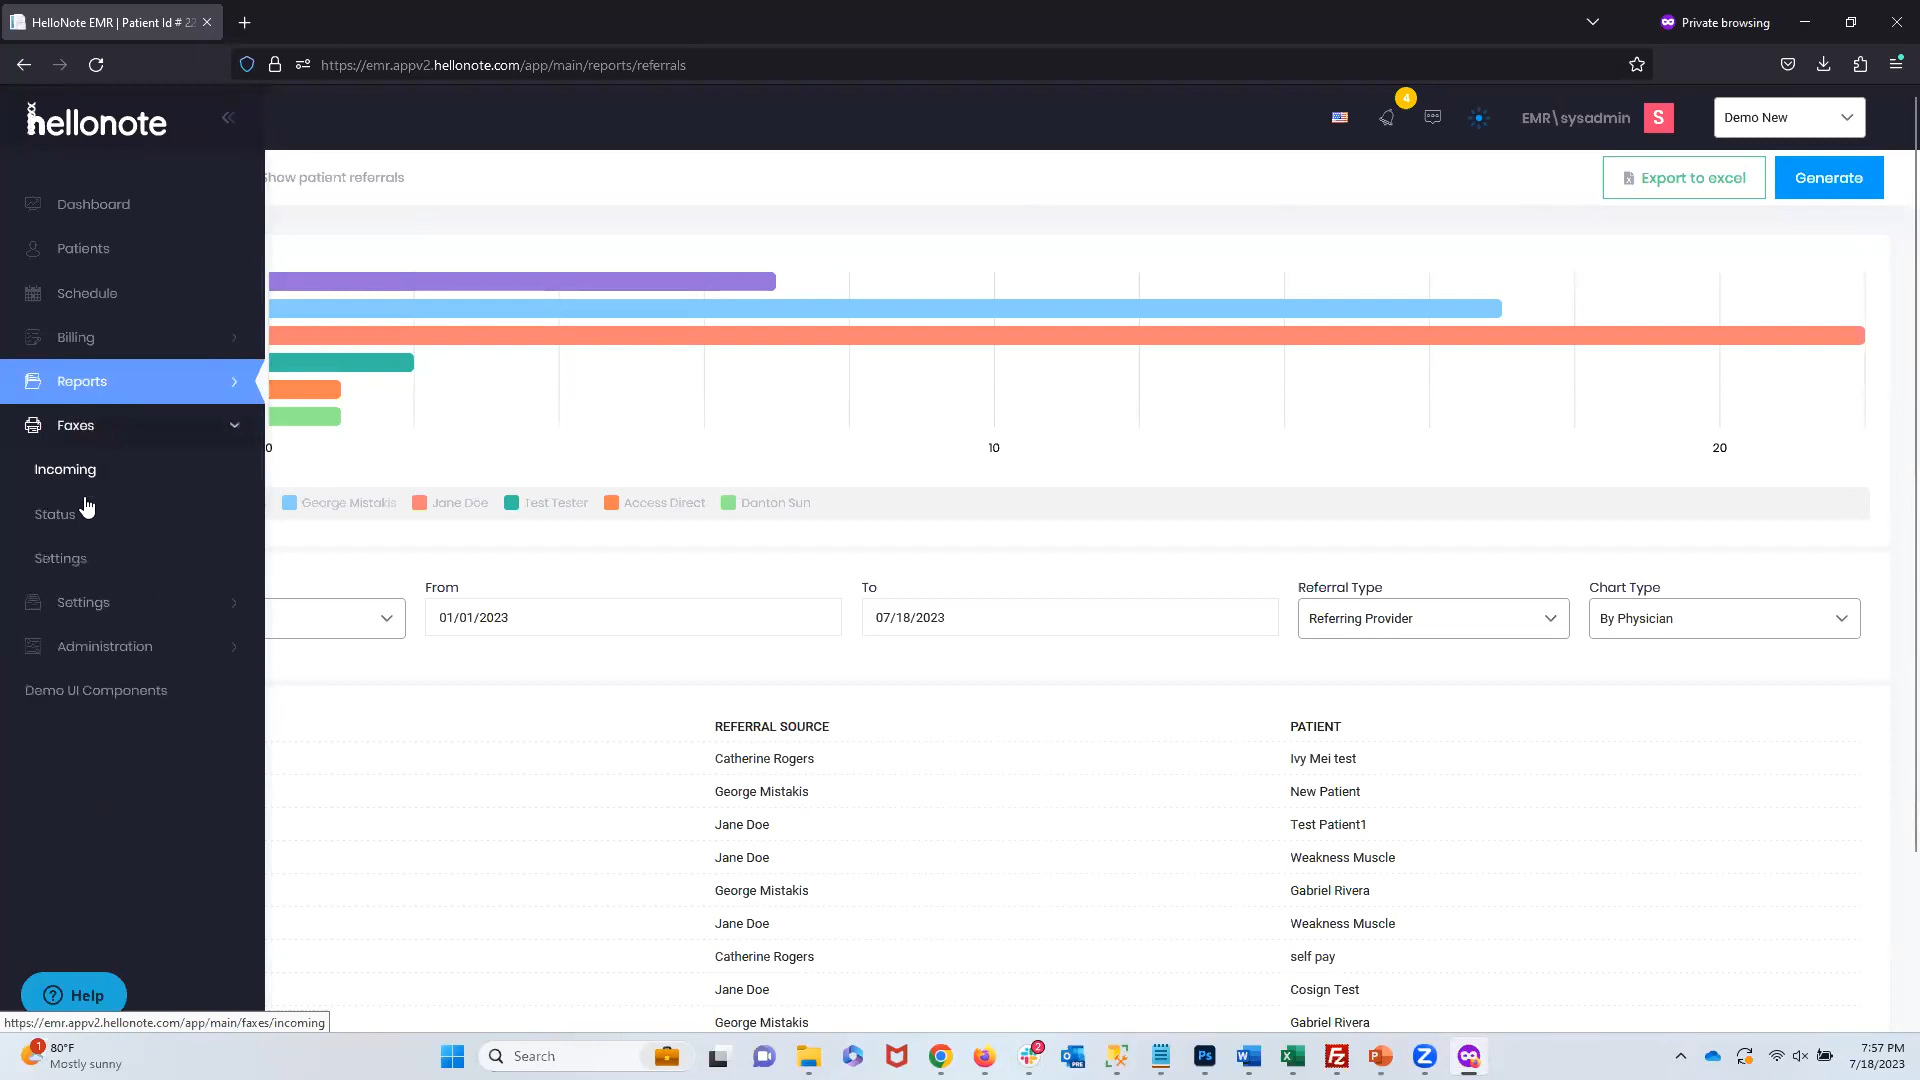 HelloNote EMR | Patient Id # 22
Private browsing
https://emr.appv2.hellonote.com/app/main/reports/referrals
hellonote
4
EMR\sysadmin
S
Demo New
Show patient referrals
Export to excel
Generate
Dashboard
Patients
Schedule
Billing
Reports
Faxes
Incoming
Status
Settings
Settings
Administration
Demo UI Components
0
10
20
George Mistakis
Jane Doe
Test Tester
Access Direct
Danton Sun
From
To
Referral Type
Chart Type
01/01/2023
07/18/2023
Referring Provider
By Physician
REFERRAL SOURCE
PATIENT
Catherine Rogers
Ivy Mei test
George Mistakis
New Patient
Jane Doe
Test Patient1
Jane Doe
Weakness Muscle
George Mistakis
Gabriel Rivera
Jane Doe
Weakness Muscle
Catherine Rogers
self pay
Jane Doe
Cosign Test
George Mistakis
Gabriel Rivera
? Help
https://emr.appv2.hellonote.com/app/main/faxes/incoming
1
80°F
Mostly sunny
Search
2
PRE
Ps
W
X
Fz
P
Z
7:57 PM
7/18/2023